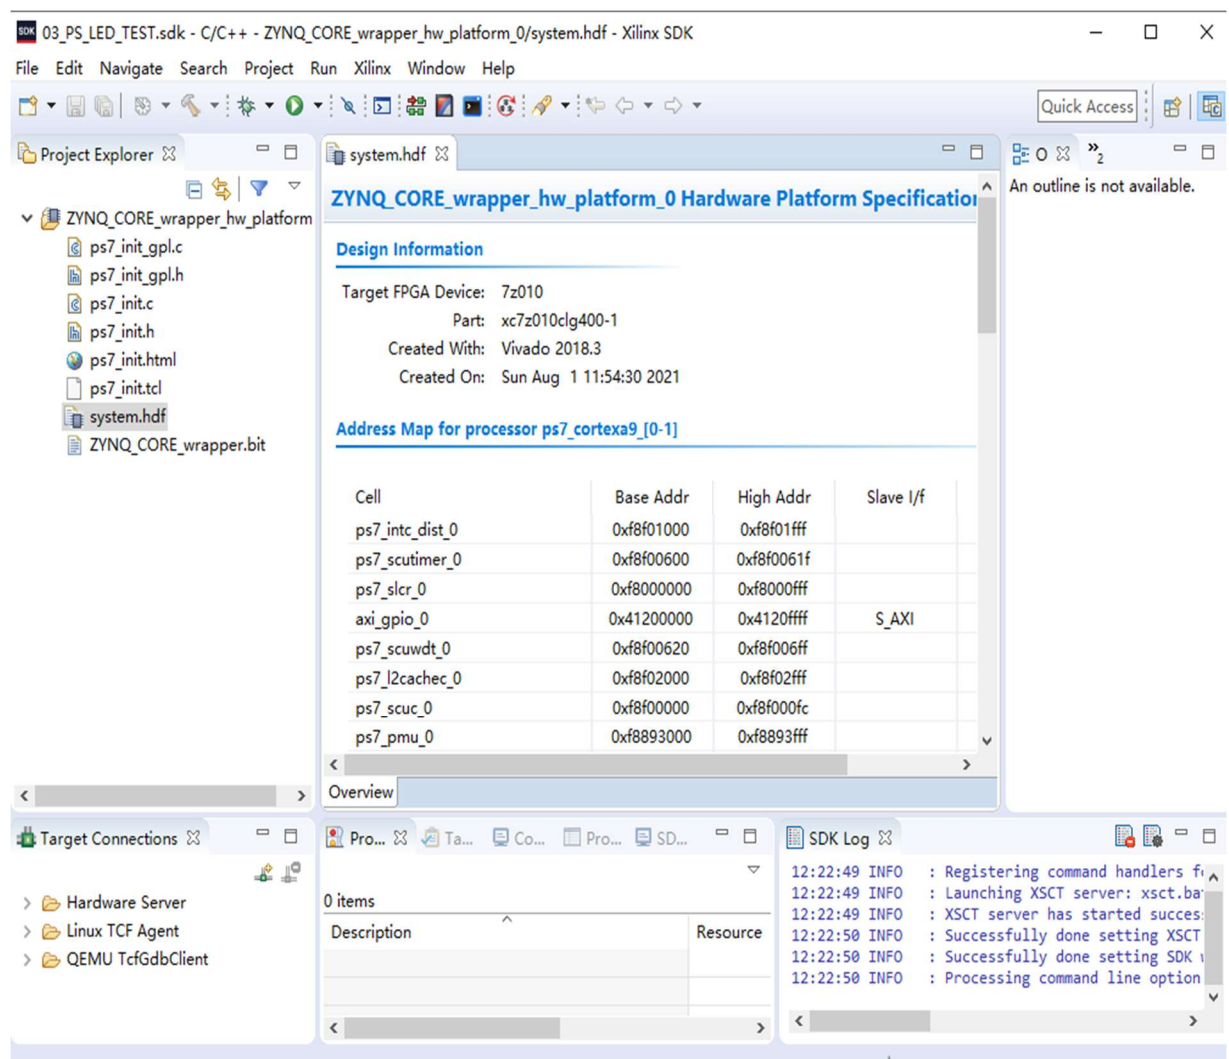 SDK 03_PS_LED_TEST.sdk - C/C++ - ZYNQ_CORE_wrapper_hw_platform_0/system.hdf - Xilinx SDK
File Edit Navigate Search Project Run Xilinx Window Help
Quick Access
Project Explorer
ZYNQ_CORE_wrapper_hw_platform
ps7_init_gpl.c
ps7_init_gpl.h
ps7_init.c
ps7_init.h
ps7_init.html
ps7_init.tcl
system.hdf
ZYNQ_CORE_wrapper.bit
system.hdf
ZYNQ_CORE_wrapper_hw_platform_0 Hardware Platform Specification
Design Information
Target FPGA Device: 7z010
Part: xc7z010clg400-1
Created With: Vivado 2018.3
Created On: Sun Aug 1 11:54:30 2021
Address Map for processor ps7_cortexa9_[0-1]
Cell Base Addr High Addr Slave I/f
ps7_intc_dist_0 0xf8f01000 0xf8f01fff
ps7_scutimer_0 0xf8f00600 0xf8f0061f
ps7_slcr_0 0xf8000000 0xf8000fff
axi_gpio_0 0x41200000 0x4120ffff S_AXI
ps7_scuwdt_0 0xf8f00620 0xf8f006ff
ps7_l2cachec_0 0xf8f02000 0xf8f02fff
ps7_scuc_0 0xf8f00000 0xf8f000fc
ps7_pmu_0 0xf8893000 0xf8893fff
Overview
O »2
An outline is not available.
Target Connections
Hardware Server
Linux TCF Agent
QEMU TcfGdbClient
Pro... Ta... Co... Pro... SD...
0 items
Description Resource
SDK Log
12:22:49 INFO : Registering command handlers f
12:22:49 INFO : Launching XSCT server: xsct.ba
12:22:49 INFO : XSCT server has started succes
12:22:50 INFO : Successfully done setting XSCT
12:22:50 INFO : Successfully done setting SDK
12:22:50 INFO : Processing command line option